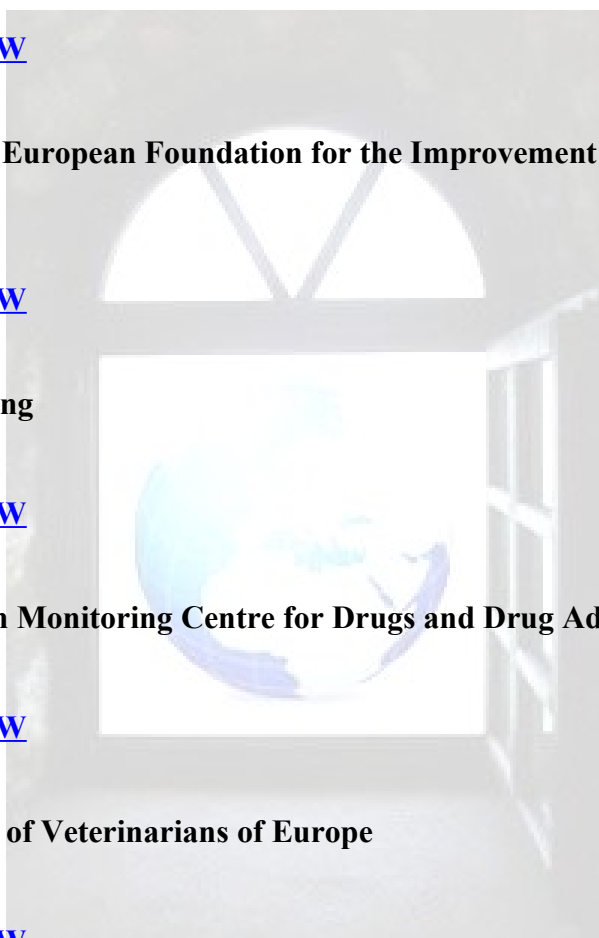 W
European Foundation for the Improvement
W
ng
W
n Monitoring Centre for Drugs and Drug Ad
W
of Veterinarians of Europe
W